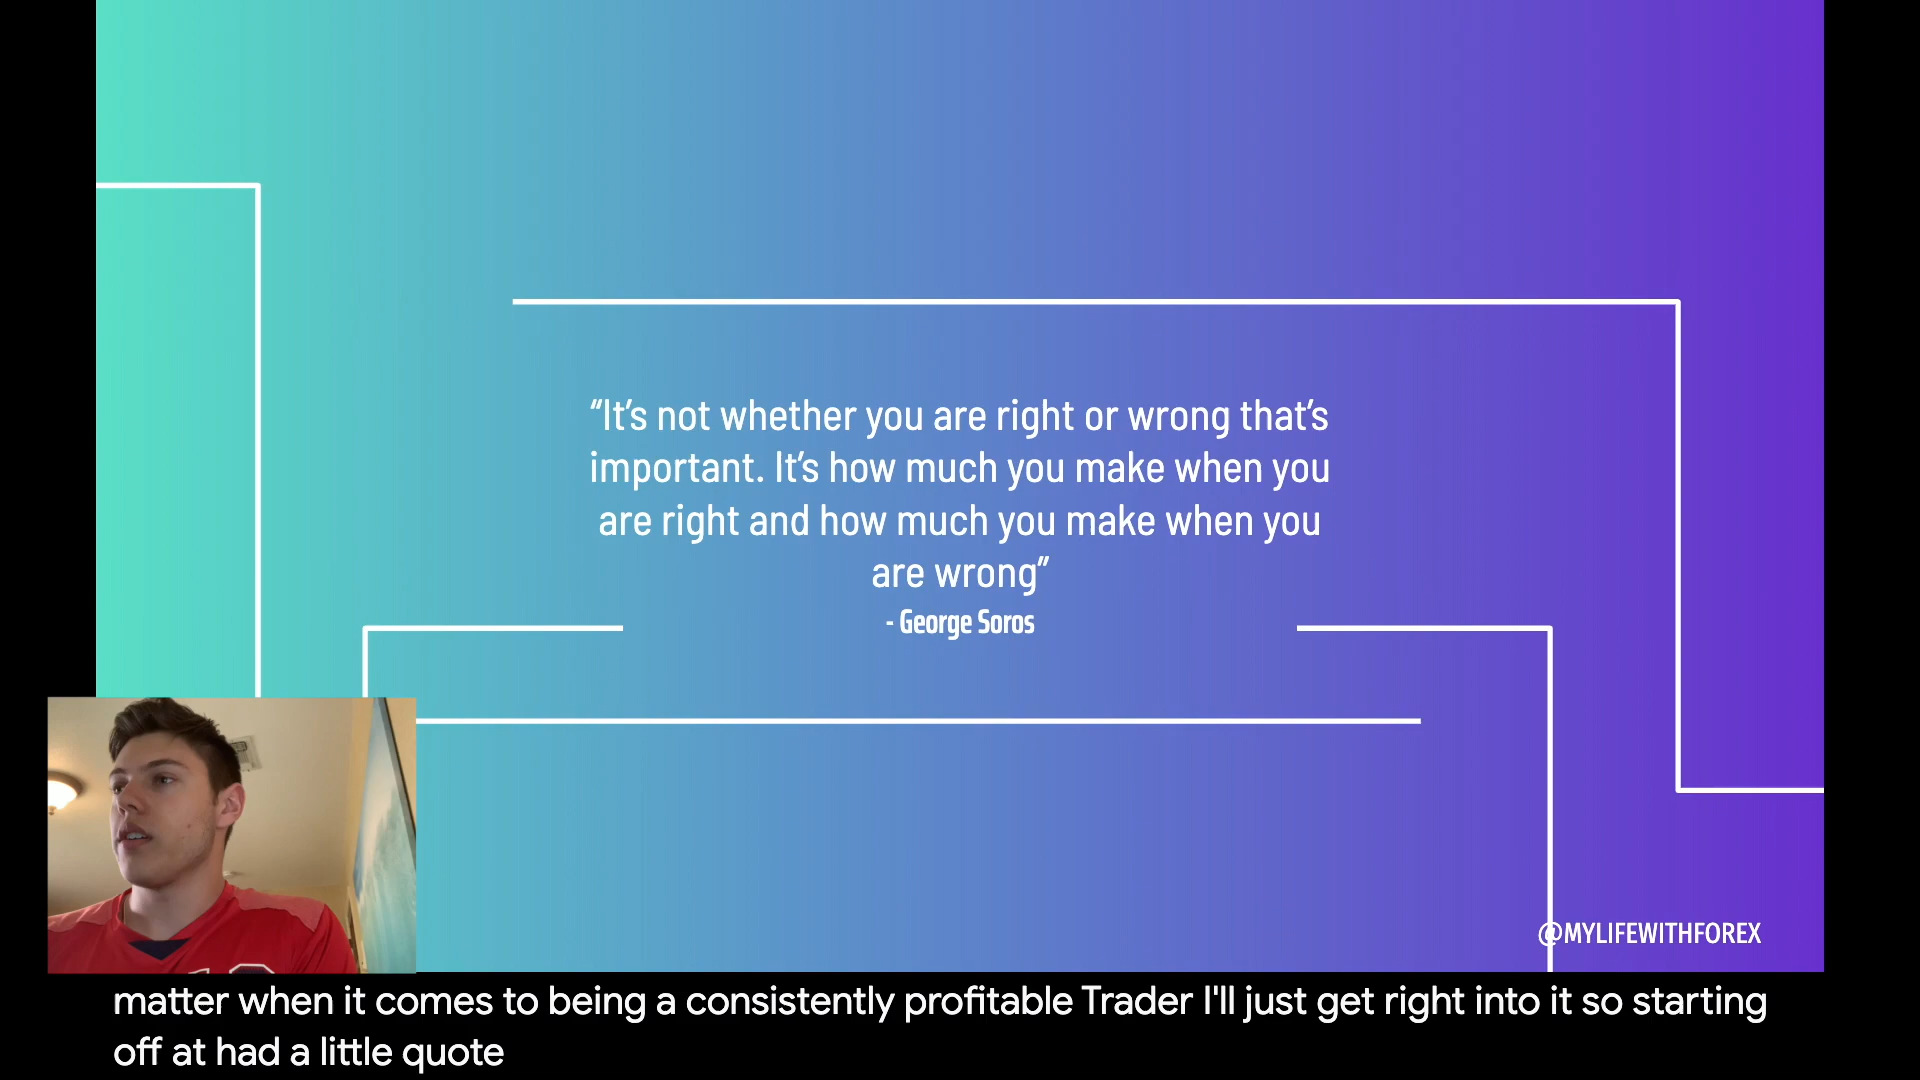 “It’s not whether you are right or wrong that’s
important. It’s how much you make when you
are right and how much you make when you
are wrong”
- George Soros
@MYLIFEWITHFOREX
matter when it comes to being a consistently profitable Trader I'll just get right into it so starting
off at had a little quote